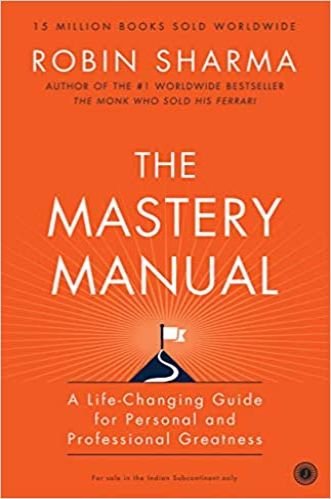 15 MILLION BOOKS SOLD WORLDWIDE
ROBIN SHARMA
AUTHOR OF THE #1 WORLDWIDE BESTSELLER
THE MONK WHO SOLD HIS FERRARI
THE
MASTERY
MANUAL
A Life-Changing Guide
for Personal and
Professional Greatness
For sale in the Indian Subcontinent only
J